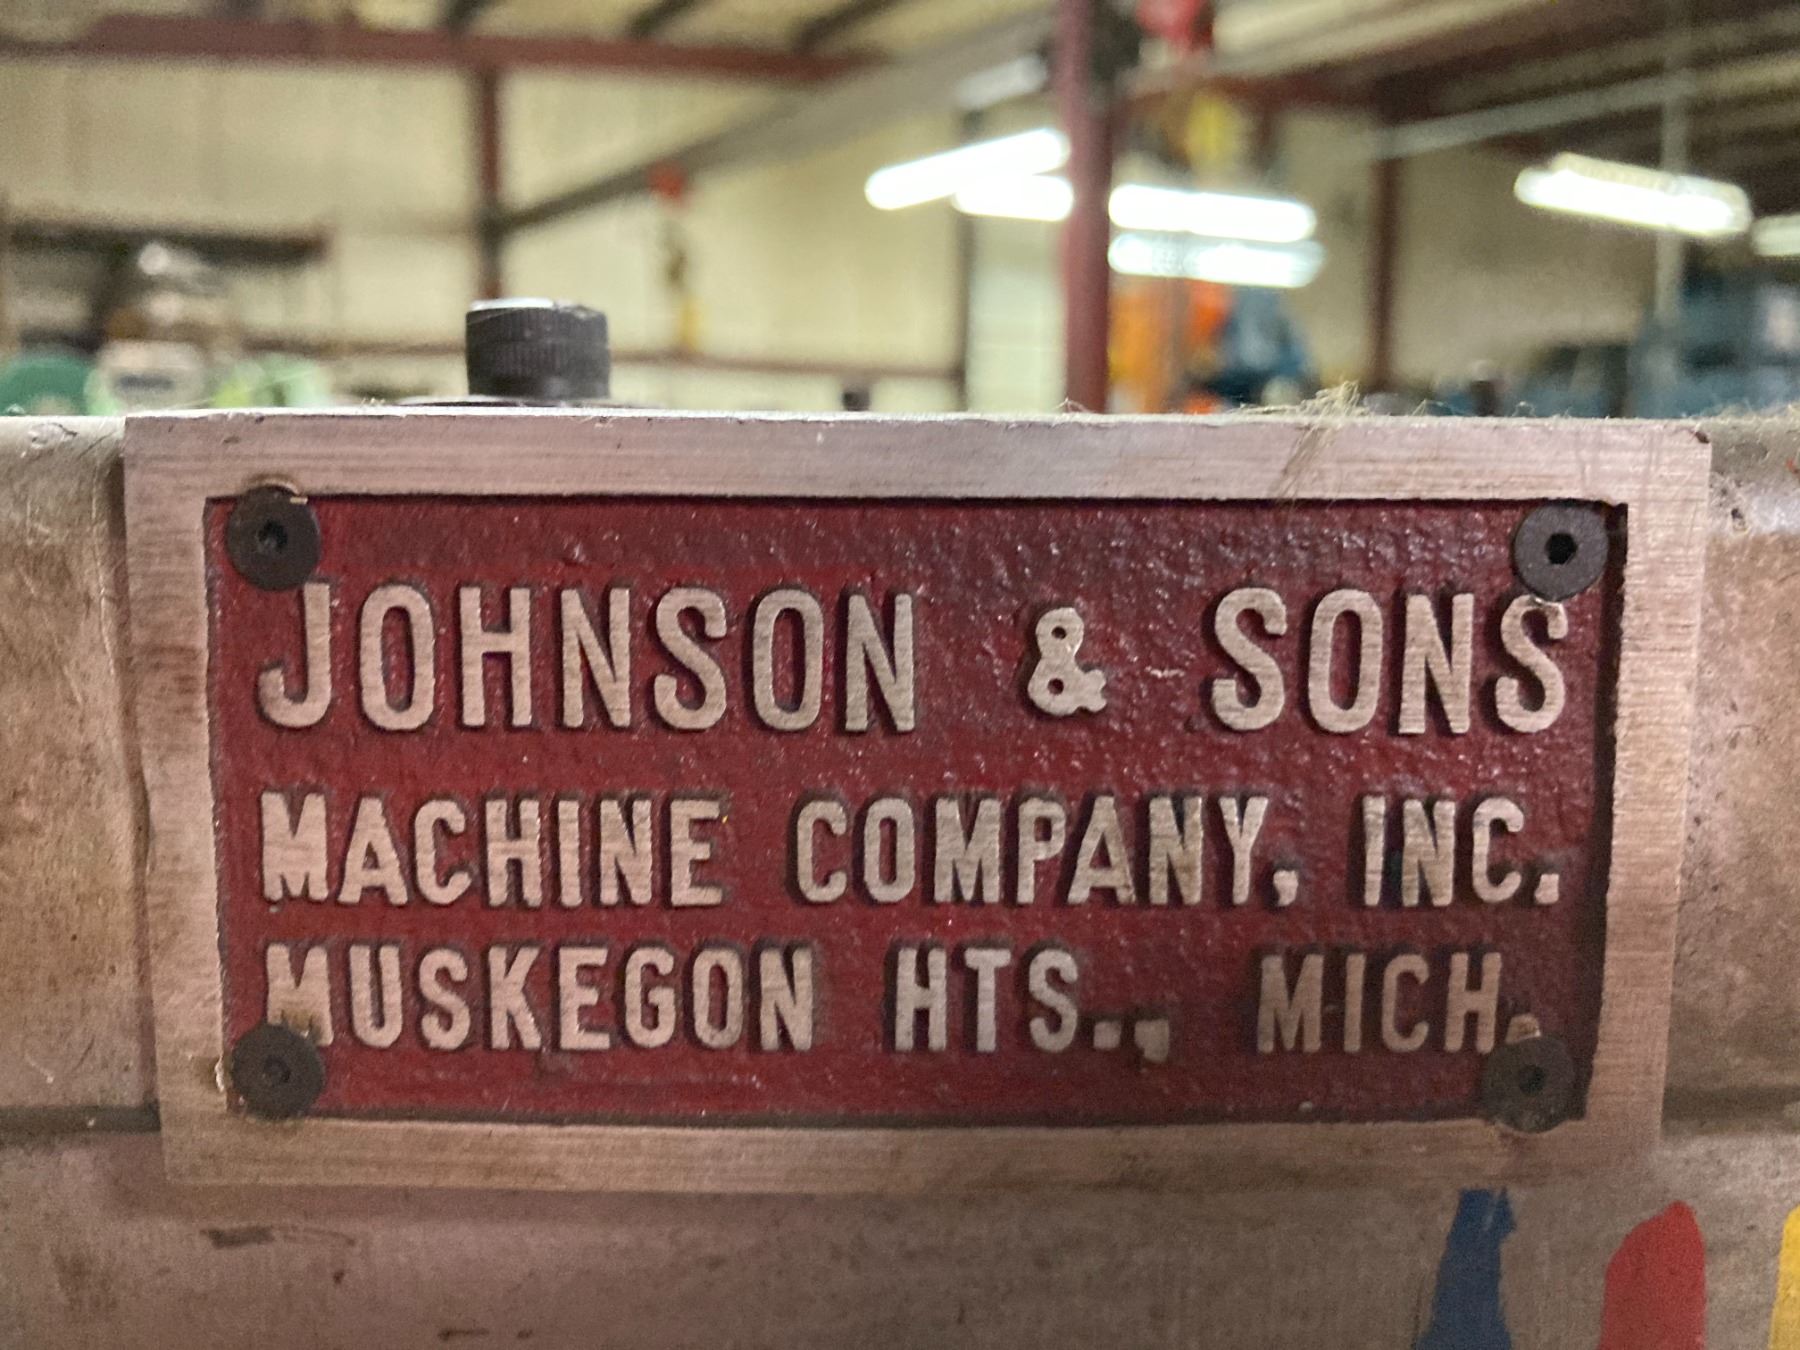 JOHNSON & SONS
MACHINE COMPANY, INC.
MUSKEGON HTS., MICH.